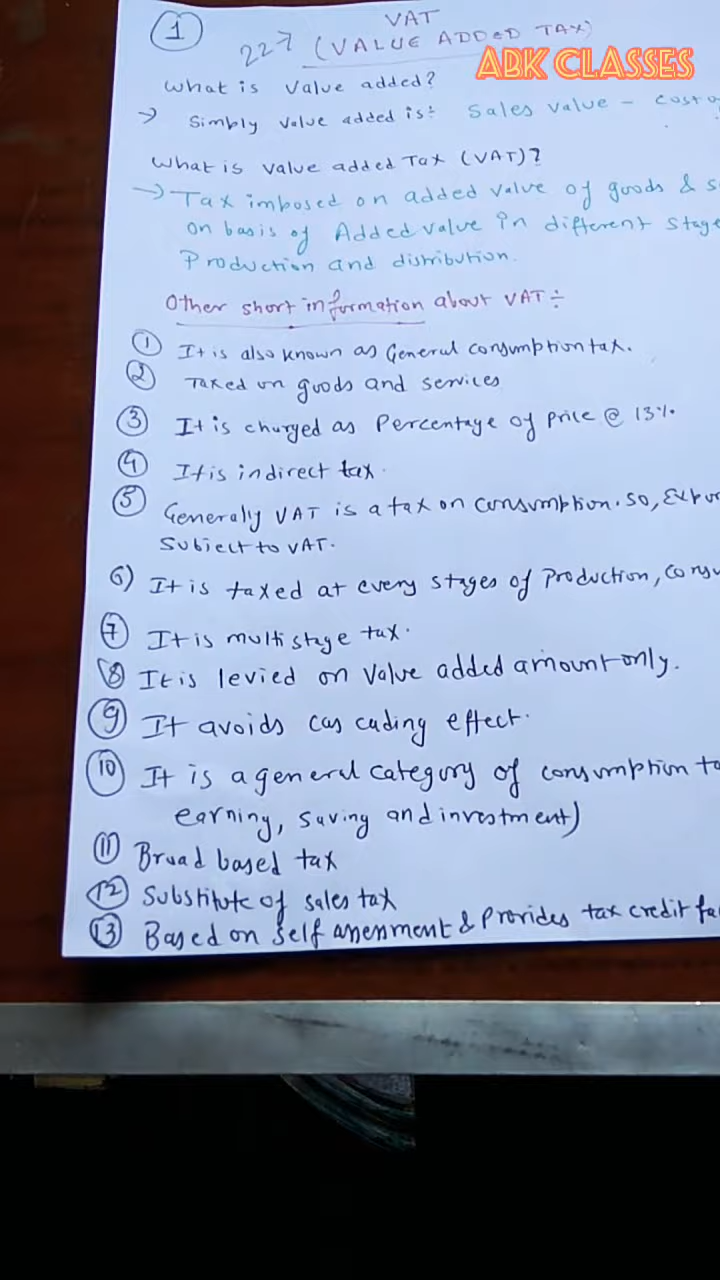 1
VAT
227 (VALUE ADDED TAX)
ABK CLASSES
What is Value added?
→ Simply value added is:- Sales value - cost
What is value added Tax (VAT)?
→ Tax imbosed on added value of goods & s
on basis of Added value in different stage
Production and distribution.
Other short information about VAT÷
① It is also known as General consumption tax.
② Taxed on goods and services
③ It is charged as Percentage of price @ 13%
④ It is indirect tax.
⑤ Generaly VAT is a tax on consumption. so, Expor
Subject to VAT.
6) It is taxed at every stages of Production, consu
⑦ It is multistage tax.
⑧ It is levied on Value added amount only.
⑨ It avoids cascading effect.
⑩ It is a general category of consumption ta
earning, saving and investment)
⑪ Broad based tax
⑫ Substitute of sales tax
⑬ Based on self assessment & Provides tax credit fa